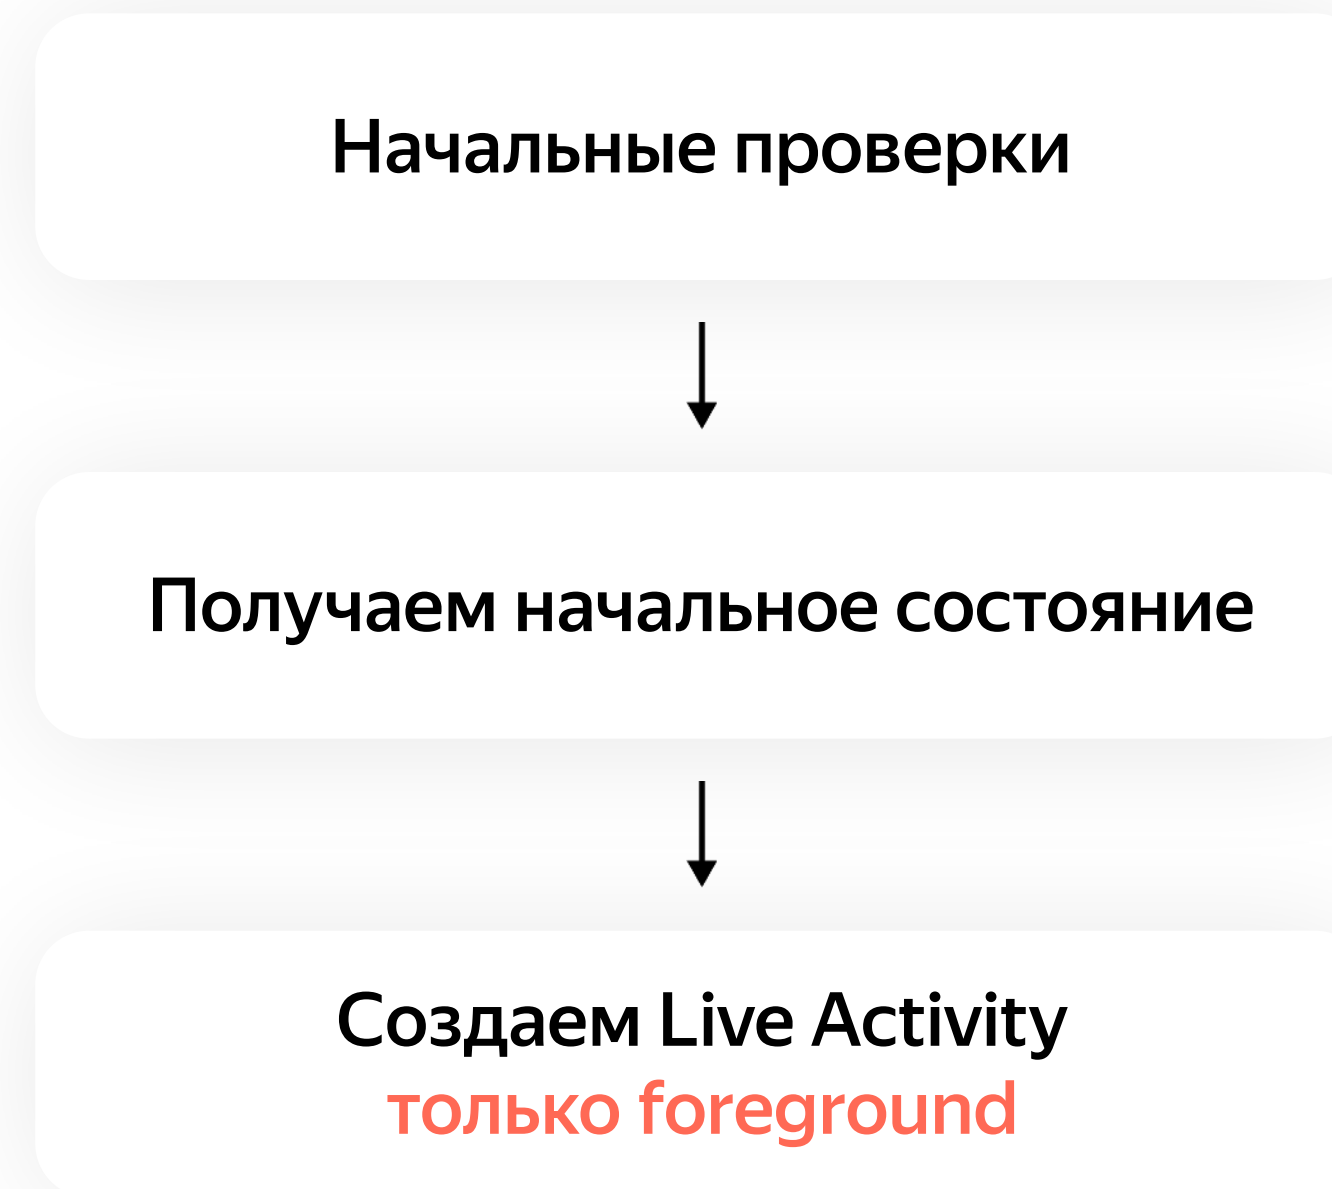 Начальные проверки
Получаем начальное состояние
Создаем Live Activity
только foreground